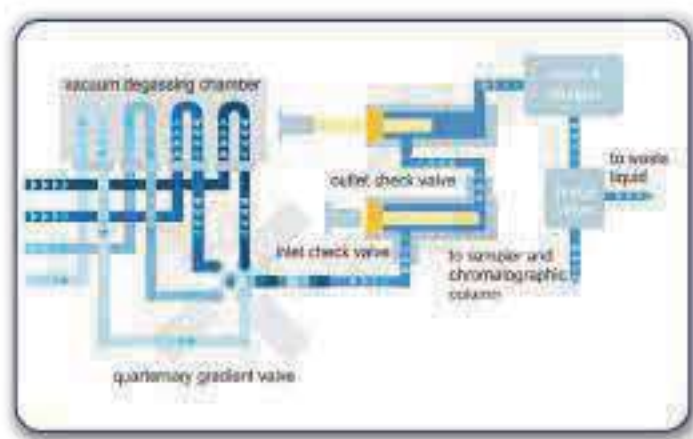 vacuum degassing chamber
to waste
liquid
outlet check valve
inlet check valve
to sampler and
chromatographic
column
quarternary gradient valve